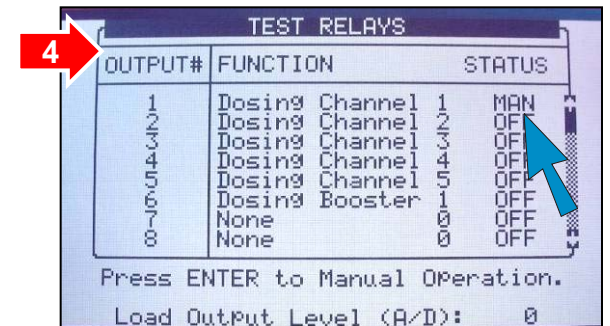 TEST RELAYS
4
OUTPUT# FUNCTION STATUS
1 Dosing Channel 1 MAN
2 Dosing Channel 2 OFF
3 Dosing Channel 3 OFF
4 Dosing Channel 4 OFF
5 Dosing Channel 5 OFF
6 Dosing Booster 1 OFF
7 None 0 OFF
8 None 0 OFF
Press ENTER to Manual Operation.
Load Output Level (A/D): 0